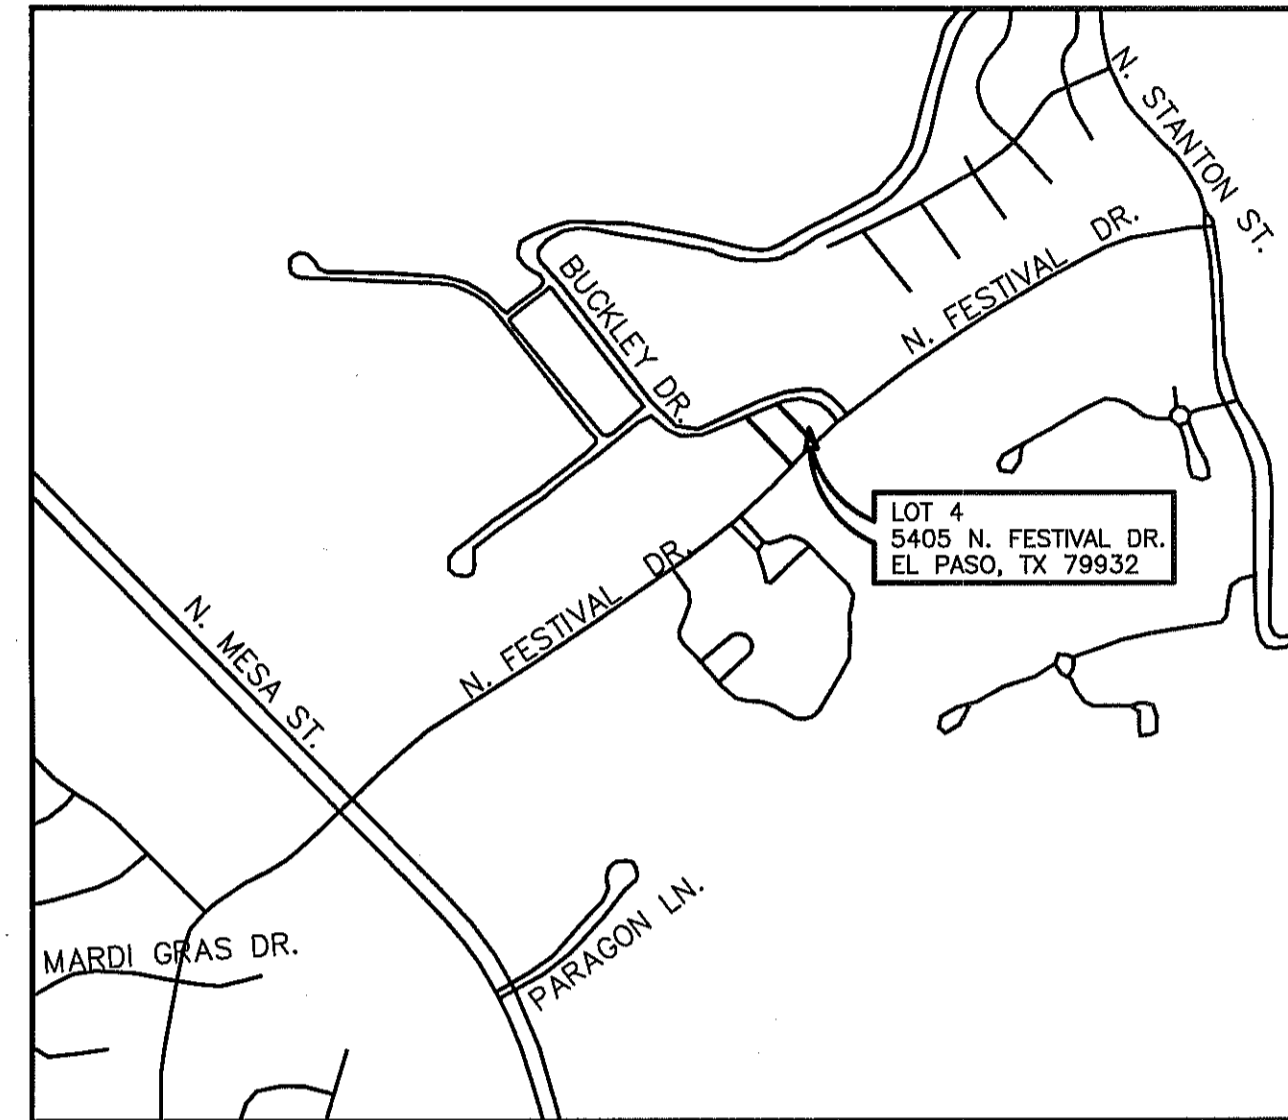 N. STANTON ST.
N. FESTIVAL DR.
BUCKLEY DR.
LOT 4
5405 N. FESTIVAL DR.
EL PASO, TX 79932
N. FESTIVAL DR.
N. MESA ST.
PARAGON LN.
MARDI GRAS DR.